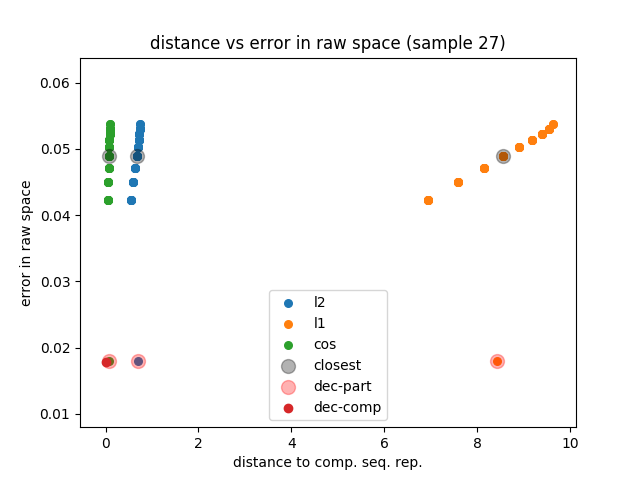 distance vs error in raw space (sample 27)
0.06
0.05
0.04
0.03
0.02
0.01
error in raw space
l2
l1
cos
closest
dec-part
dec-comp
0 2 4 6 8 10
distance to comp. seq. rep.